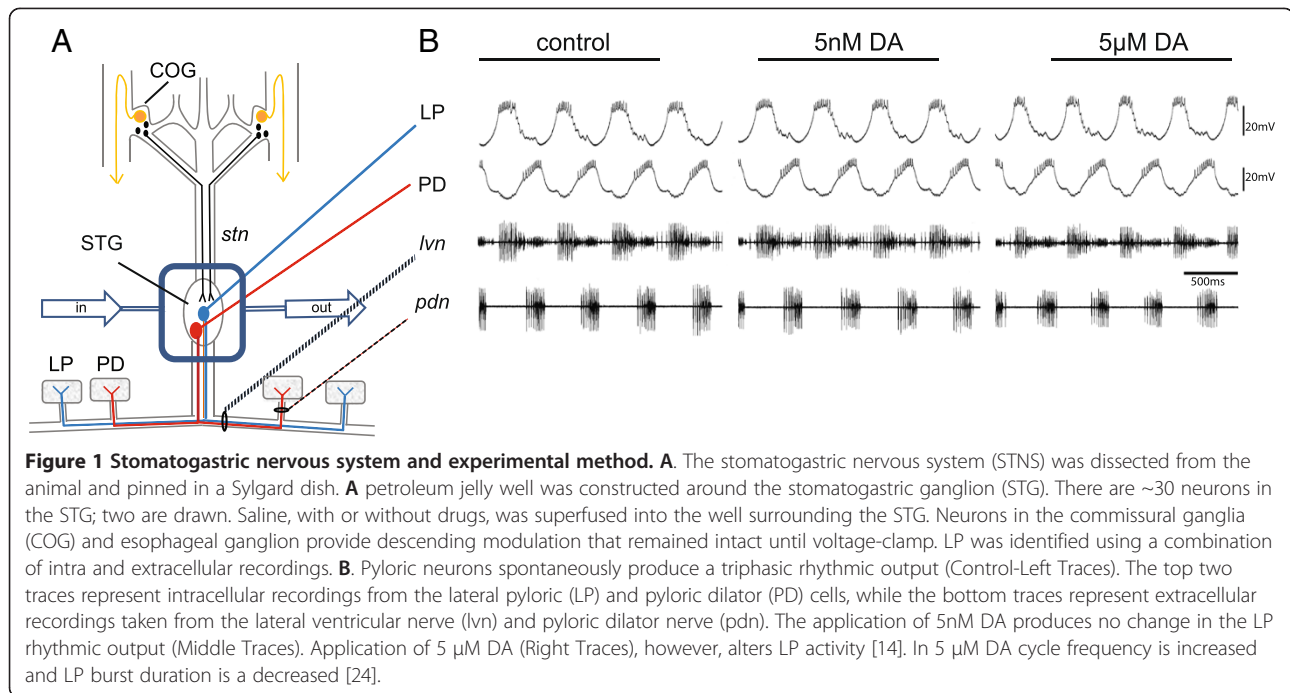 A
B
control
5nM DA
5µM DA
COG
LP
20mV
PD
20mV
stn
lvn
STG
500ms
pdn
in
out
LP
PD
Figure 1 Stomatogastric nervous system and experimental method. A. The stomatogastric nervous system (STNS) was dissected from the
animal and pinned in a Sylgard dish. A petroleum jelly well was constructed around the stomatogastric ganglion (STG). There are ~30 neurons in
the STG; two are drawn. Saline, with or without drugs, was superfused into the well surrounding the STG. Neurons in the commissural ganglia
(COG) and esophageal ganglion provide descending modulation that remained intact until voltage-clamp. LP was identified using a combination
of intra and extracellular recordings. B. Pyloric neurons spontaneously produce a triphasic rhythmic output (Control-Left Traces). The top two
traces represent intracellular recordings from the lateral pyloric (LP) and pyloric dilator (PD) cells, while the bottom traces represent extracellular
recordings taken from the lateral ventricular nerve (lvn) and pyloric dilator nerve (pdn). The application of 5nM DA produces no change in the LP
rhythmic output (Middle Traces). Application of 5 µM DA (Right Traces), however, alters LP activity [14]. In 5 µM DA cycle frequency is increased
and LP burst duration is a decreased [24].